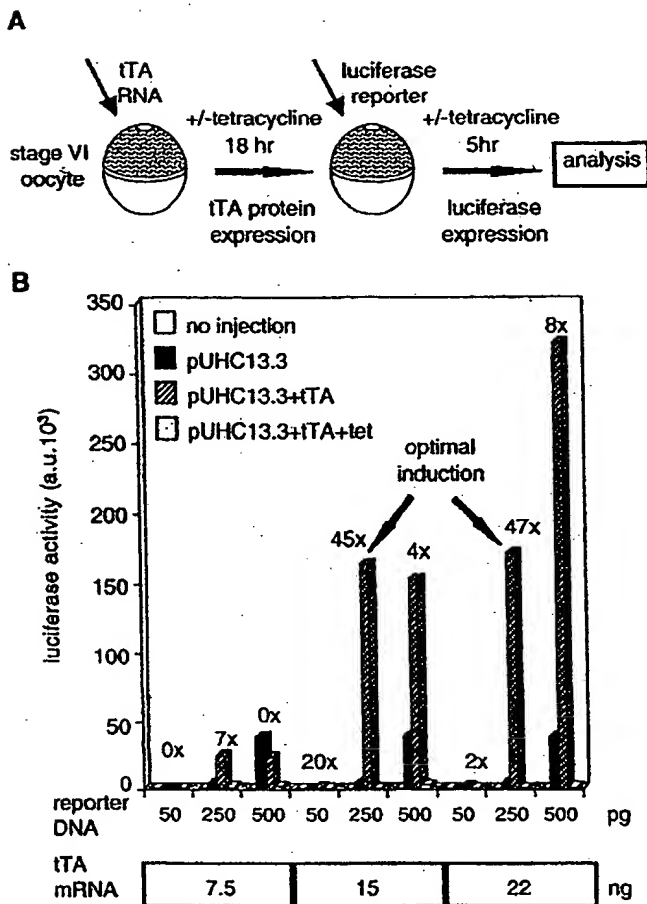 A
tTA
RNA
luciferase
reporter
+/-tetracycline
18 hr
+/-tetracycline
5hr
stage VI
oocyte
analysis
tTA protein
expression
luciferase
expression
B
luciferase activity (a.u.10³)
350
300
250
200
150
100
50
0
no injection
pUHC13.3
pUHC13.3+tTA
pUHC13.3+tTA+tet
optimal
induction
0x
7x
0x
20x
45x
4x
2x
47x
8x
reporter
DNA
50 250 500 50 250 500 50 250 500 pg
tTA
mRNA
7.5 15 22 ng